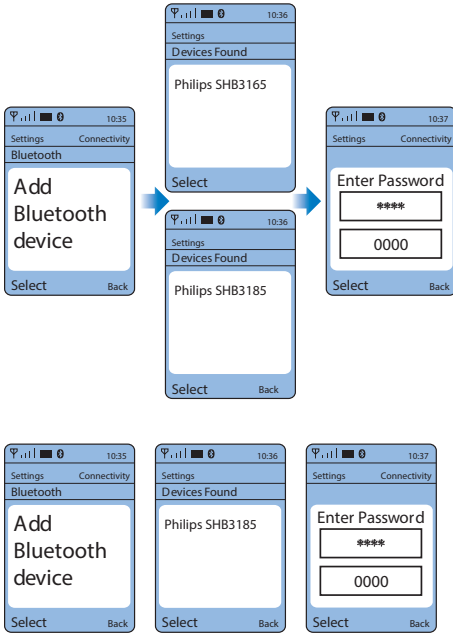 10:36
Settings
Devices Found
Philips SHB3165
Select
10:35
Settings Connectivity
Bluetooth
Add
Bluetooth
device
Select Back
10:36
Settings
Devices Found
Philips SHB3185
Select Back
10:37
Settings Connectivity
Enter Password
****
0000
Select Back
10:35
Settings Connectivity
Bluetooth
Add
Bluetooth
device
Select Back
10:36
Settings
Devices Found
Philips SHB3185
Select Back
10:37
Settings Connectivity
Enter Password
****
0000
Select Back